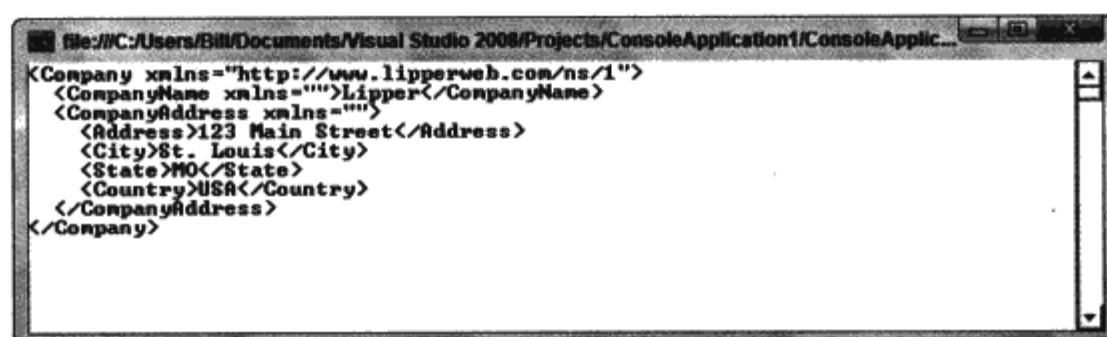 file:///C:/Users/Bill/Documents/Visual Studio 2008/Projects/ConsoleApplication1/ConsoleApplic...
<Company xmlns="http://www.lipperweb.com/ns/1">
  <CompanyName xmlns="">Lipper</CompanyName>
  <CompanyAddress xmlns="">
    <Address>123 Main Street</Address>
    <City>St. Louis</City>
    <State>MO</State>
    <Country>USA</Country>
  </CompanyAddress>
</Company>